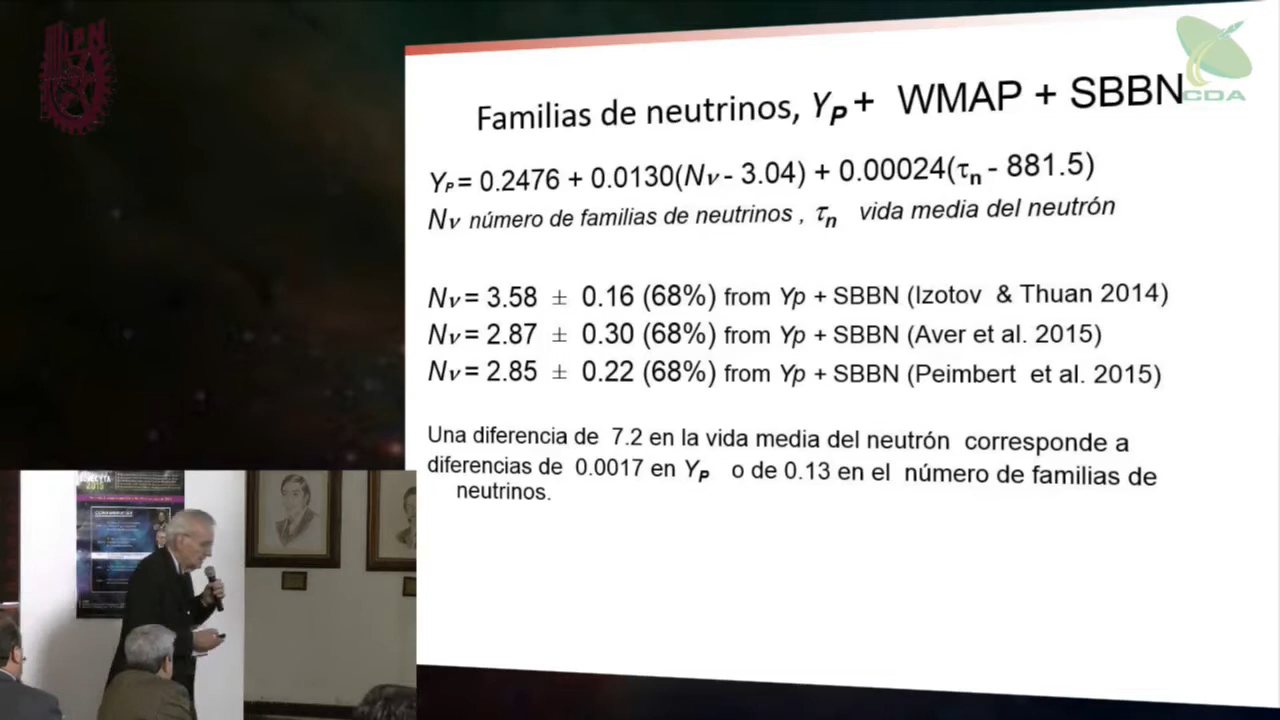 IPN
CDA
Familias de neutrinos, YP + WMAP + SBBN
YP = 0.2476 + 0.0130(Nν - 3.04) + 0.00024(τn - 881.5)
Nν número de familias de neutrinos , τn vida media del neutrón
Nν = 3.58 ± 0.16 (68%) from Yp + SBBN (Izotov & Thuan 2014)
Nν = 2.87 ± 0.30 (68%) from Yp + SBBN (Aver et al. 2015)
Nν = 2.85 ± 0.22 (68%) from Yp + SBBN (Peimbert et al. 2015)
Una diferencia de 7.2 en la vida media del neutrón corresponde a
diferencias de 0.0017 en YP o de 0.13 en el número de familias de
neutrinos.
2015